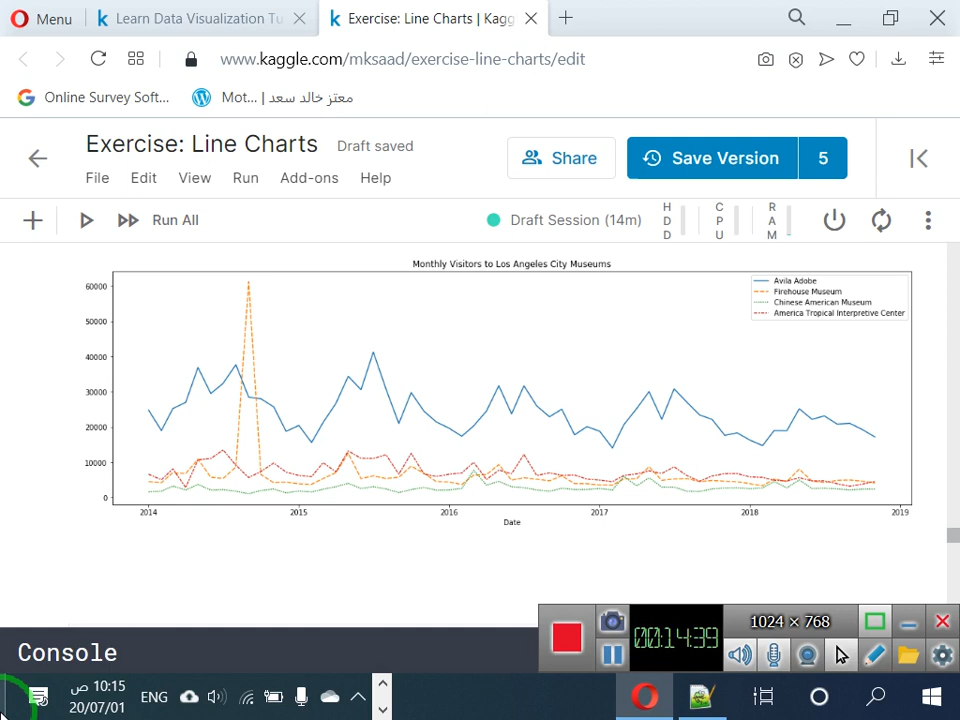 Menu
Learn Data Visualization Tu
Exercise: Line Charts | Kagg
www.kaggle.com/mksaad/exercise-line-charts/edit
Online Survey Soft...
Mot... | معتز خالد سعد
Exercise: Line Charts
Draft saved
Share
Save Version
5
File
Edit
View
Run
Add-ons
Help
Run All
Draft Session (14m)
HDD
CPU
RAM
Monthly Visitors to Los Angeles City Museums
Avila Adobe
Firehouse Museum
Chinese American Museum
America Tropical Interpretive Center
60000
50000
40000
30000
20000
10000
0
2014 2015 2016 2017 2018 2019
Date
Console
00:14:39
1024 × 768
10:15 ص
20/07/01
ENG